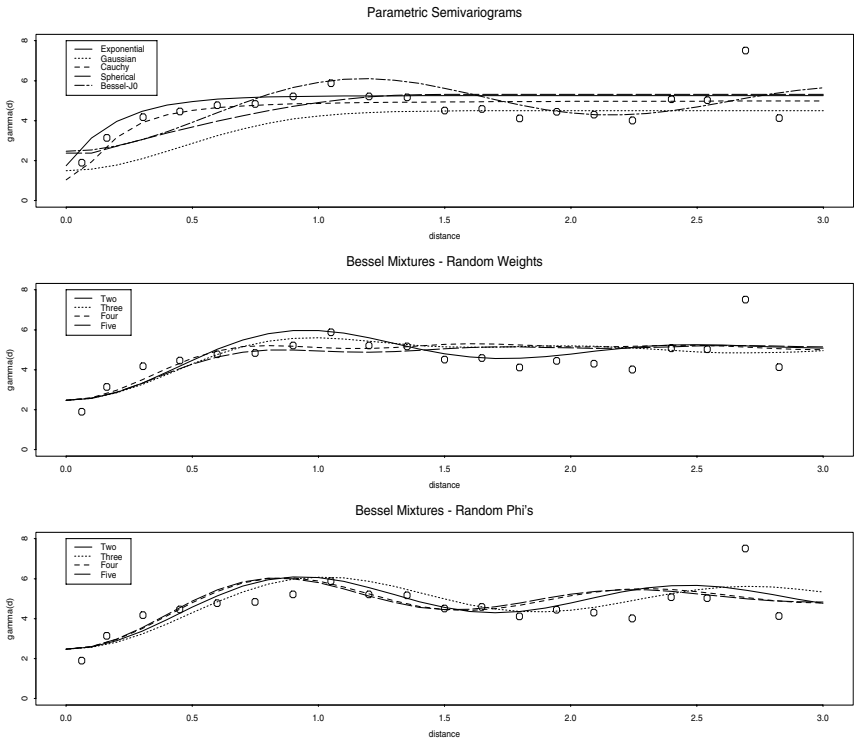 Parametric Semivariograms
Exponential
Gaussian
Cauchy
Spherical
Bessel-J0
gamma(d)
0 2 4 6 8
0.0 0.5 1.0 1.5 2.0 2.5 3.0
distance
Bessel Mixtures - Random Weights
Two
Three
Four
Five
gamma(d)
0 2 4 6 8
0.0 0.5 1.0 1.5 2.0 2.5 3.0
distance
Bessel Mixtures - Random Phi's
Two
Three
Four
Five
gamma(d)
0 2 4 6 8
0.0 0.5 1.0 1.5 2.0 2.5 3.0
distance